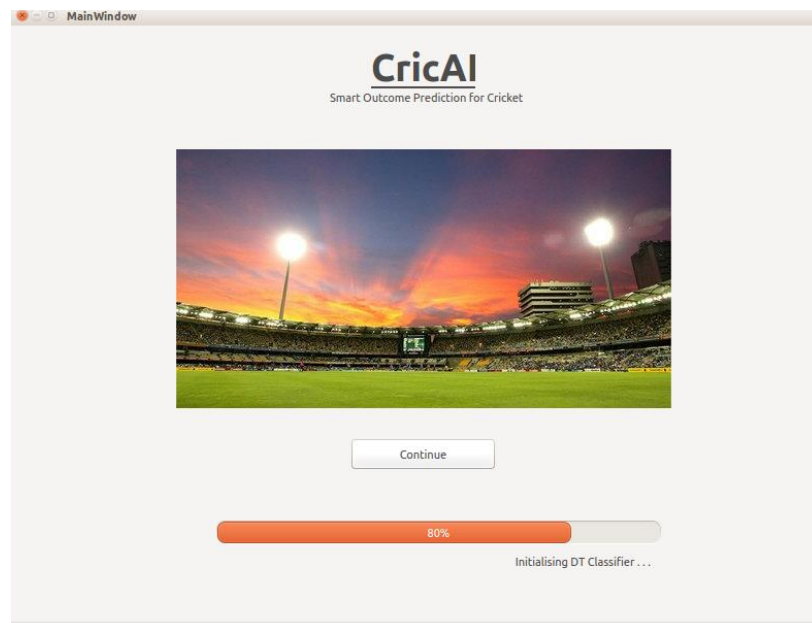 MainWindow
CricAI
Smart Outcome Prediction for Cricket
Continue
80%
Initialising DT Classifier . . .